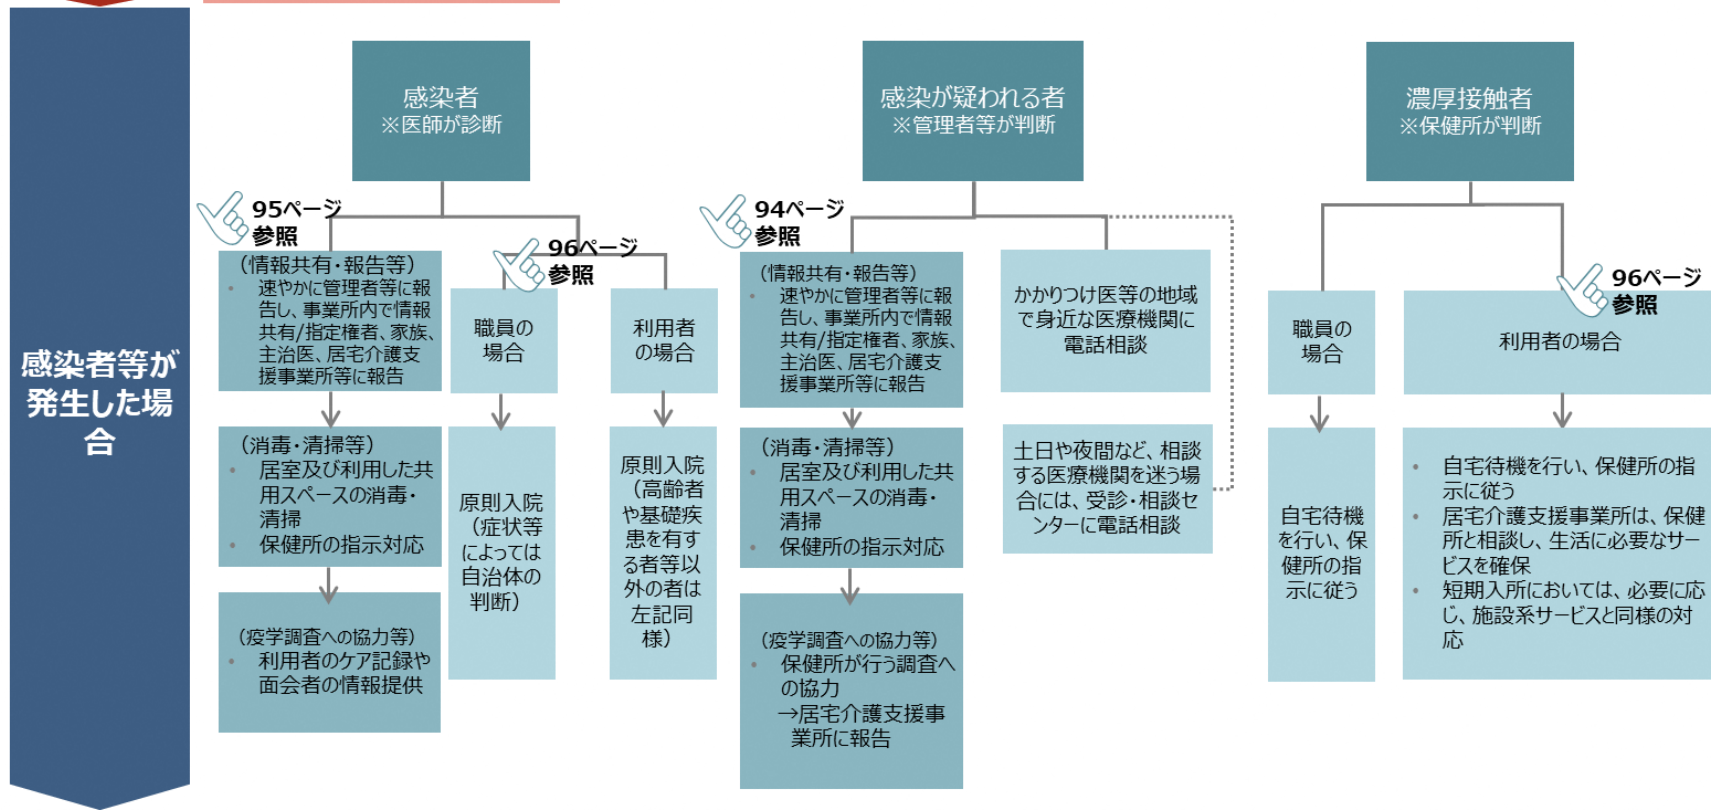 感染者等が
発生した場
合
感染者
※医師が診断
95ページ
参照
(情報共有・報告等)
• 速やかに管理者等に報
告し、事業所内で情報
共有/指定権者、家族、
主治医、居宅介護支
援事業所等に報告
(消毒・清掃等)
• 居室及び利用した共
用スペースの消毒・
清掃
• 保健所の指示対応
(疫学調査への協力等)
• 利用者のケア記録や
面会者の情報提供
96ページ
参照
職員の
場合
原則入院
(症状等
によっては
自治体の
判断)
利用者
の場合
原則入院
(高齢者
や基礎疾
患を有す
る者等以
外の者は
左記同
様)
感染が疑われる者
※管理者等が判断
94ページ
参照
(情報共有・報告等)
• 速やかに管理者等に報
告し、事業所内で情報
共有/指定権者、家族、
主治医、居宅介護支
援事業所等に報告
(消毒・清掃等)
• 居室及び利用した共
用スペースの消毒・
清掃
• 保健所の指示対応
(疫学調査への協力等)
• 保健所が行う調査へ
の協力
→居宅介護支援事
業所に報告
かかりつけ医等の地域
で身近な医療機関に
電話相談
土日や夜間など、相談
する医療機関を迷う場
合には、受診・相談セ
ンターに電話相談
濃厚接触者
※保健所が判断
職員の
場合
自宅待機
を行い、保
健所の指
示に従う
96ページ
参照
利用者の場合
• 自宅待機を行い、保健所の指
示に従う
• 居宅介護支援事業所は、保健
所と相談し、生活に必要なサー
ビスを確保
• 短期入所においては、必要に応
じ、施設系サービスと同様の対
応